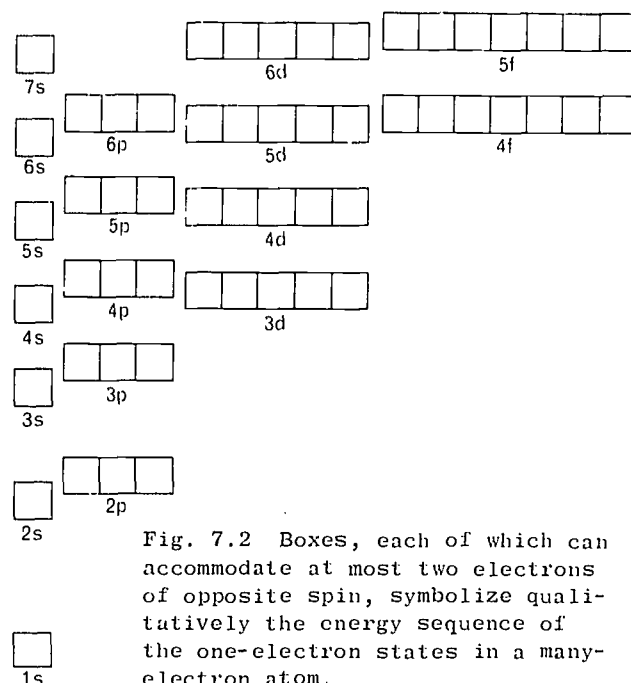 6d 5f
7s
6p 5d 4f
6s
5p 4d
5s
4p 3d
4s
3p
3s
2p
2s
Fig. 7.2 Boxes, each of which can
accommodate at most two electrons
of opposite spin, symbolize quali-
tatively the energy sequence of
the one-electron states in a many-
electron atom.
1s